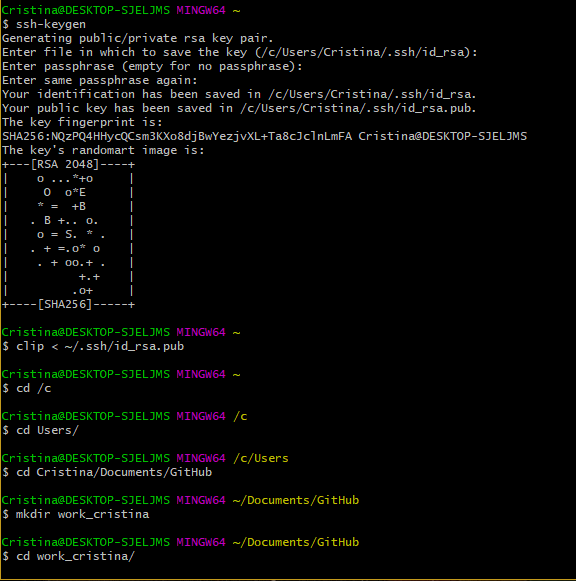 Cristina@DESKTOP-SJELJMS MINGW64 ~
$ ssh-keygen
Generating public/private rsa key pair.
Enter file in which to save the key (/c/Users/Cristina/.ssh/id_rsa):
Enter passphrase (empty for no passphrase):
Enter same passphrase again:
Your identification has been saved in /c/Users/Cristina/.ssh/id_rsa.
Your public key has been saved in /c/Users/Cristina/.ssh/id_rsa.pub.
The key fingerprint is:
SHA256:NQzPQ4HHycQCsm3KXo8djBwYezjvXL+Ta8cJclnLmFA Cristina@DESKTOP-SJELJMS
The key's randomart image is:
+---[RSA 2048]----+
|    o ...*+o     |
|     O  o*E      |
|    * =  +B      |
|   . B +.. o.    |
|    o = S. * .   |
|   . + =.o* o    |
|    . + oo.+ .   |
|          +.+    |
|         .o+     |
+----[SHA256]-----+
Cristina@DESKTOP-SJELJMS MINGW64 ~
$ clip < ~/.ssh/id_rsa.pub
Cristina@DESKTOP-SJELJMS MINGW64 ~
$ cd /c
Cristina@DESKTOP-SJELJMS MINGW64 /c
$ cd Users/
Cristina@DESKTOP-SJELJMS MINGW64 /c/Users
$ cd Cristina/Documents/GitHub
Cristina@DESKTOP-SJELJMS MINGW64 ~/Documents/GitHub
$ mkdir work_cristina
Cristina@DESKTOP-SJELJMS MINGW64 ~/Documents/GitHub
$ cd work_cristina/